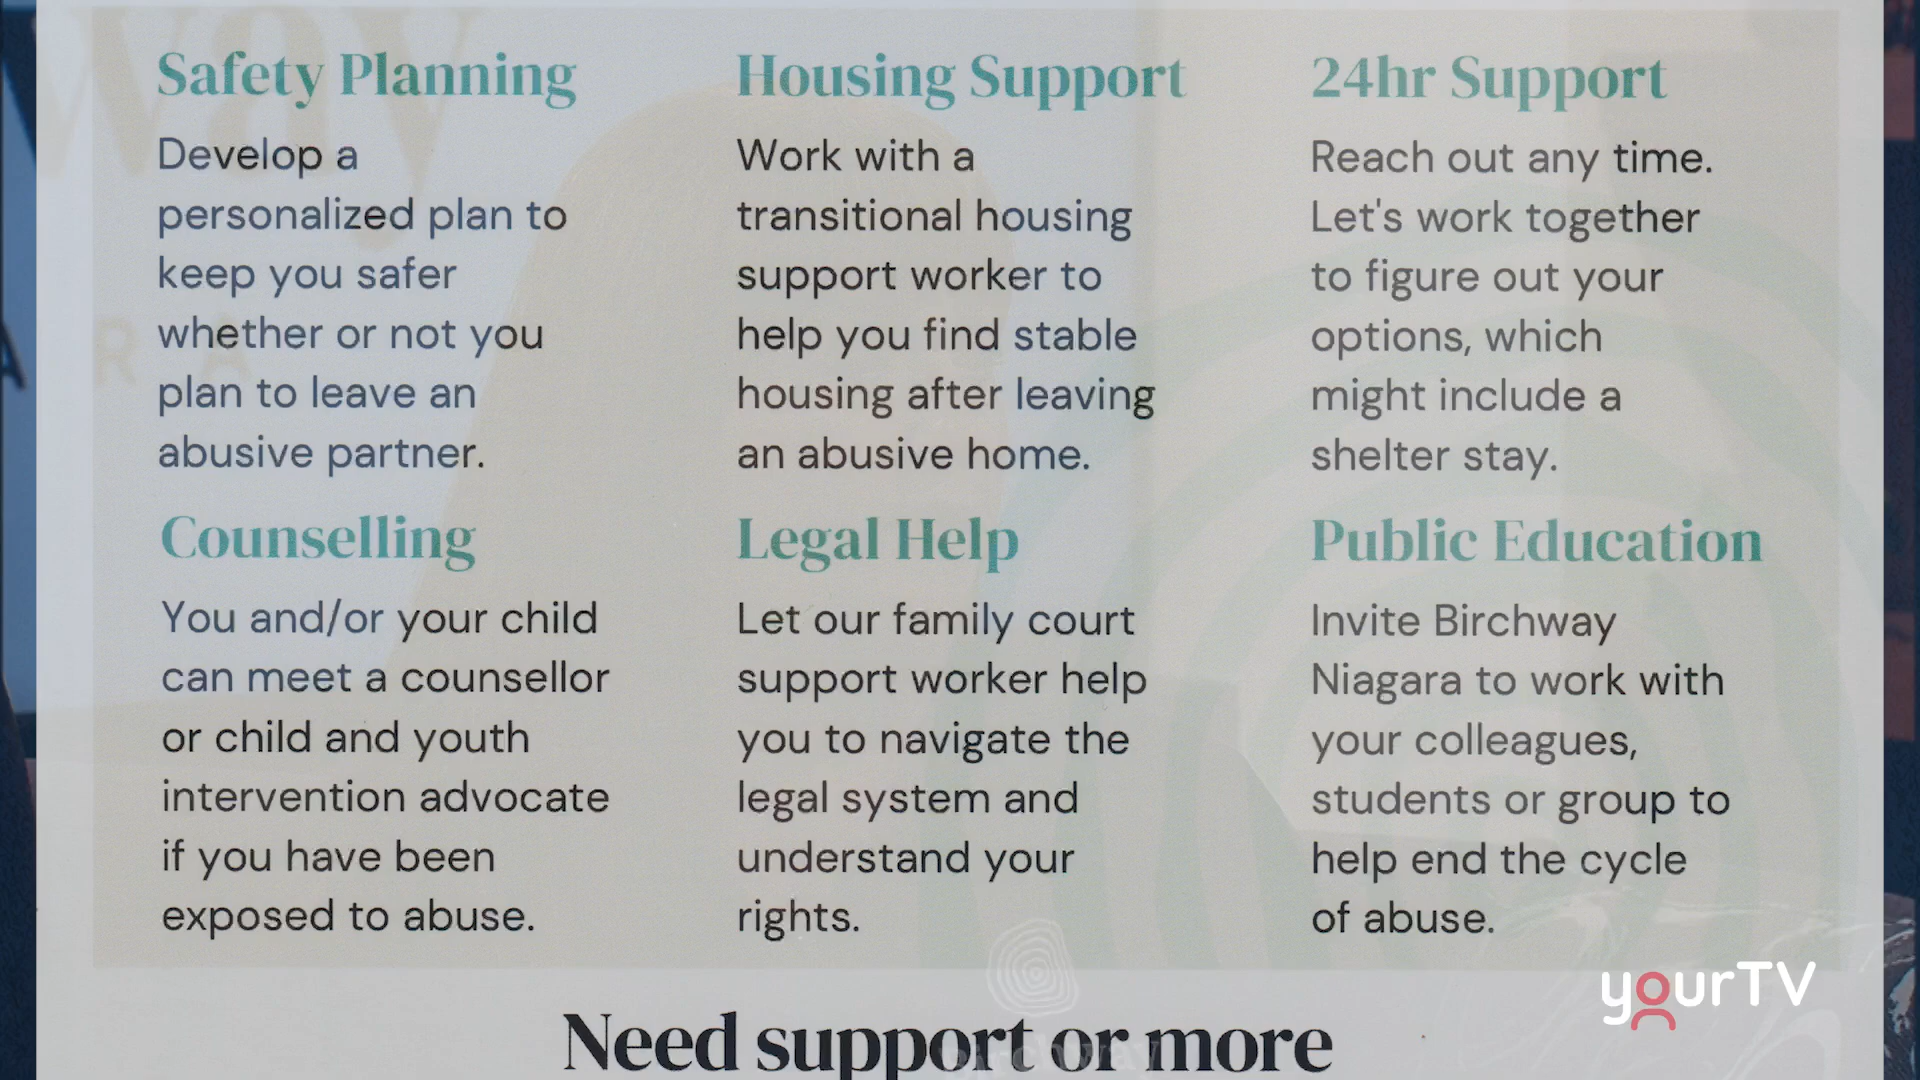 Safety Planning
Develop a
personalized plan to
keep you safer
whether or not you
plan to leave an
abusive partner.
Housing Support
Work with a
transitional housing
support worker to
help you find stable
housing after leaving
an abusive home.
24hr Support
Reach out any time.
Let's work together
to figure out your
options, which
might include a
shelter stay.
Counselling
You and/or your child
can meet a counsellor
or child and youth
intervention advocate
if you have been
exposed to abuse.
Legal Help
Let our family court
support worker help
you to navigate the
legal system and
understand your
rights.
Public Education
Invite Birchway
Niagara to work with
your colleagues,
students or group to
help end the cycle
of abuse.
yourTV
Need support or more